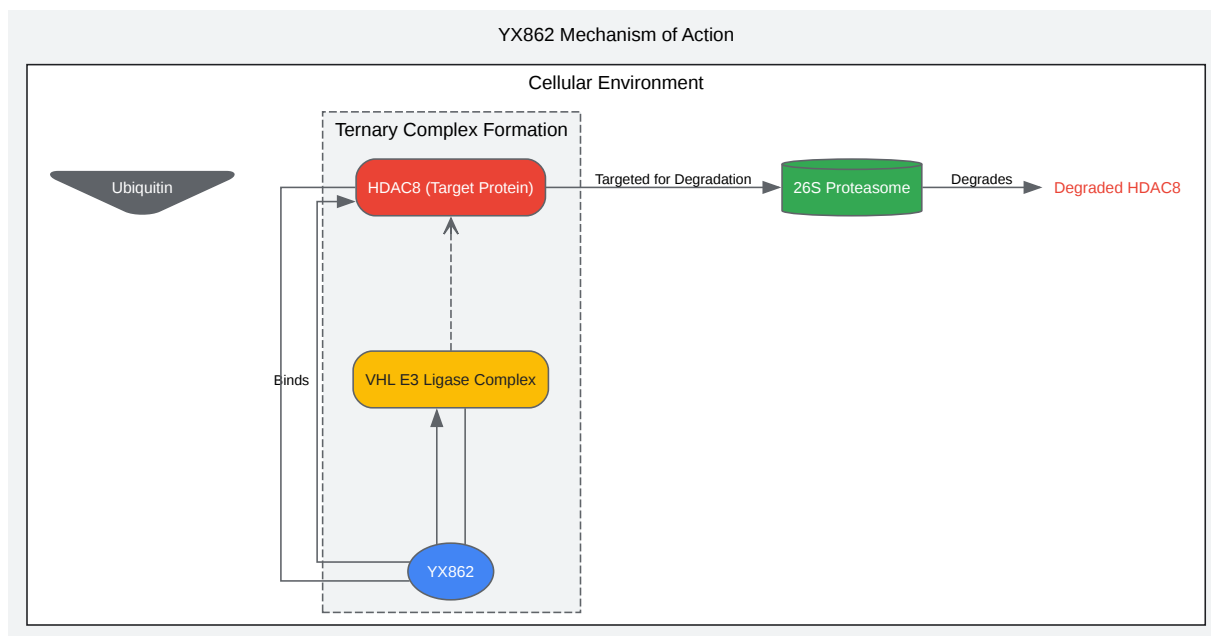 YX862 Mechanism of Action
Cellular Environment
Ternary Complex Formation
Ubiquitin
HDAC8 (Target Protein)
Targeted for Degradation
26S Proteasome
Degrades
Degraded HDAC8
Binds
VHL E3 Ligase Complex
YX862